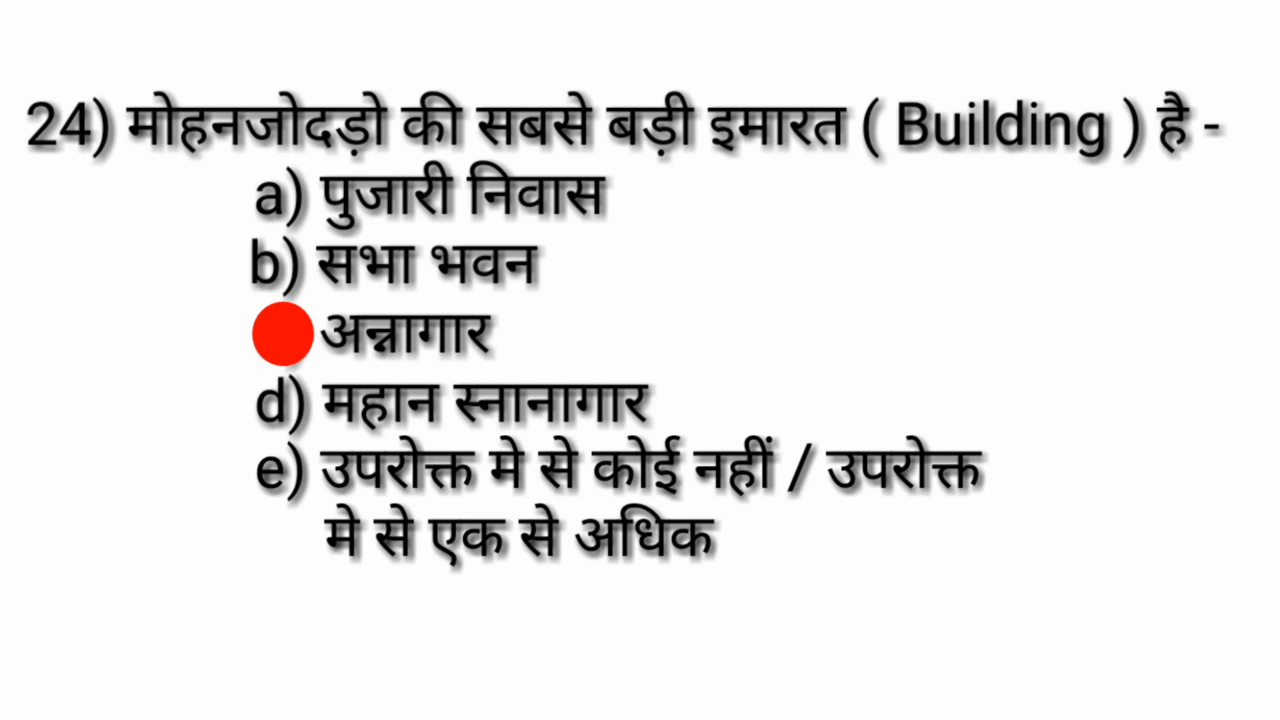 24) मोहनजोदड़ो की सबसे बड़ी इमारत ( Building ) है -
a) पुजारी निवास
b) सभा भवन
अन्नागार
d) महान स्नानागार
e) उपरोक्त मे से कोई नहीं / उपरोक्त
मे से एक से अधिक